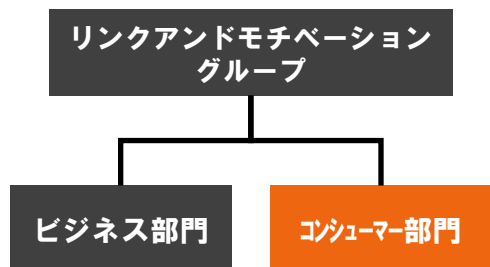 リンクアンドモチベーション
グループ
ビジネス部門
コンシューマー部門